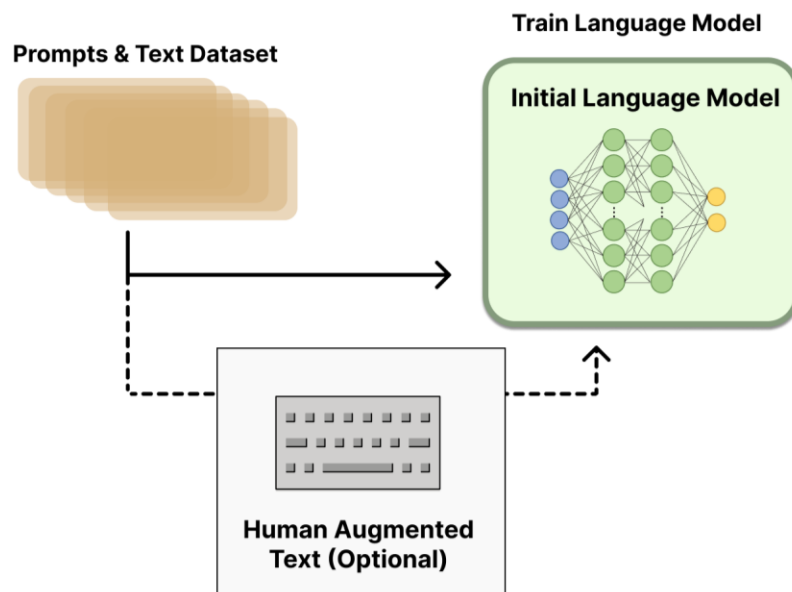 Prompts & Text Dataset
Train Language Model
Initial Language Model
Human Augmented
Text (Optional)